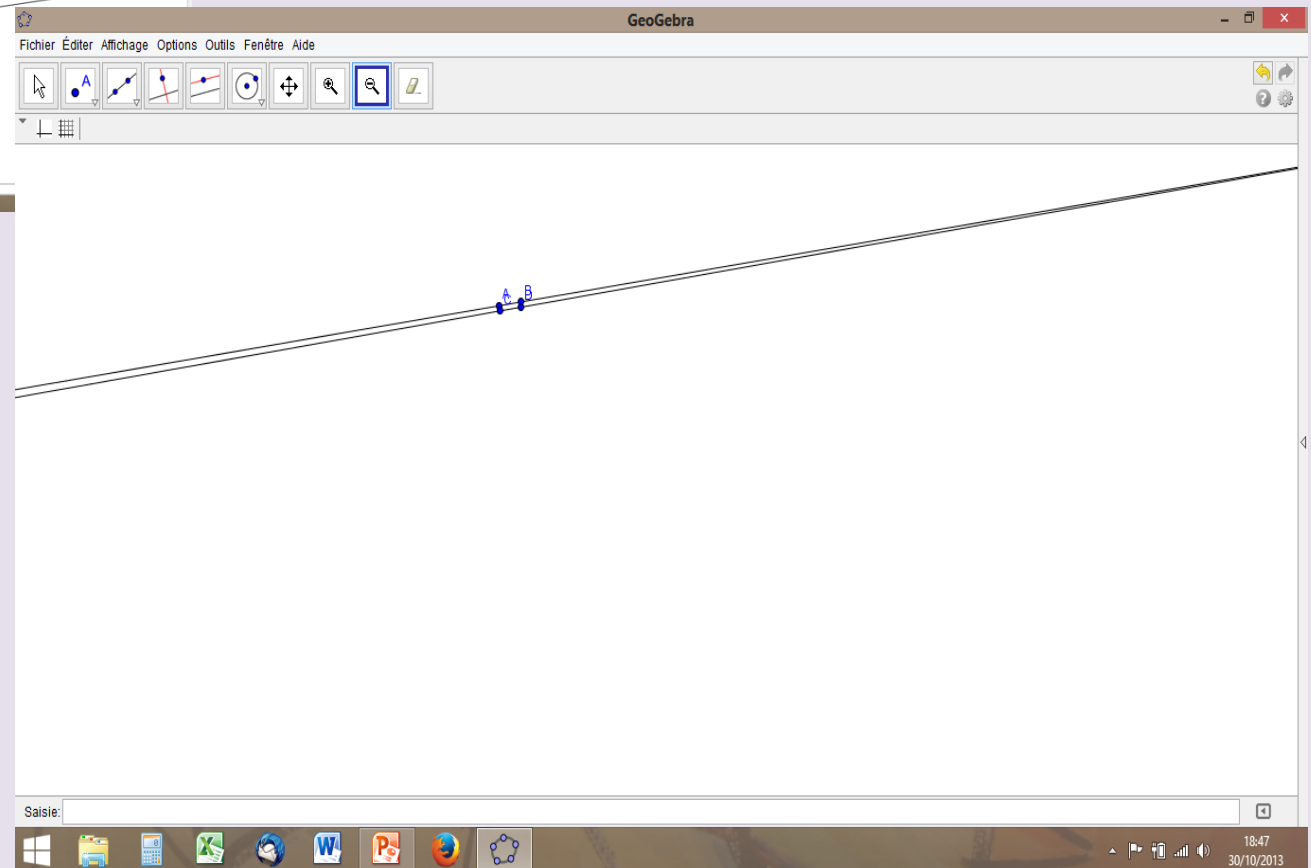 GeoGebra
Fichier Éditer Affichage Options Outils Fenêtre Aide
A
A B
C D
Saisie:
18:47
30/10/2013